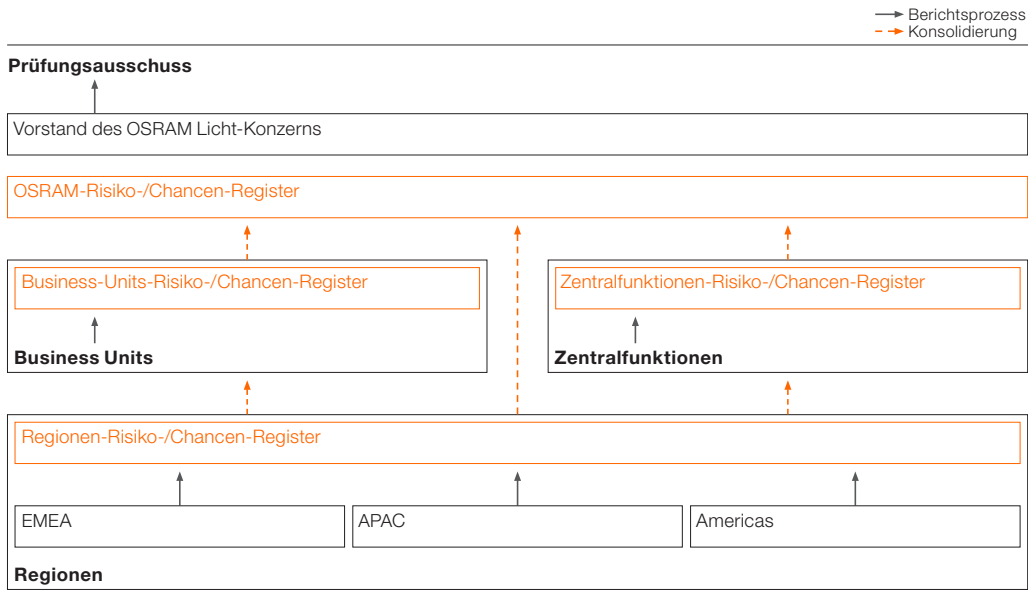 Berichtsprozess
Konsolidierung
Prüfungsausschuss
Vorstand des OSRAM Licht-Konzerns
OSRAM-Risiko-/Chancen-Register
Business-Units-Risiko-/Chancen-Register
Zentralfunktionen-Risiko-/Chancen-Register
Business Units
Zentralfunktionen
Regionen-Risiko-/Chancen-Register
EMEA
APAC
Americas
Regionen